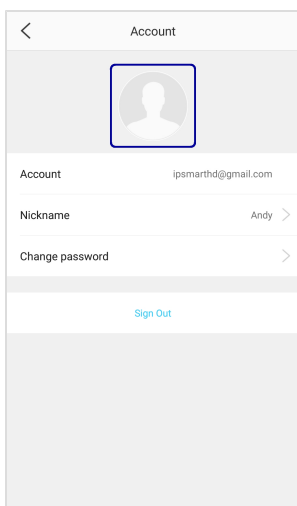 Account
Account ipsmarthd@gmail.com
Nickname Andy
Change password
Sign Out